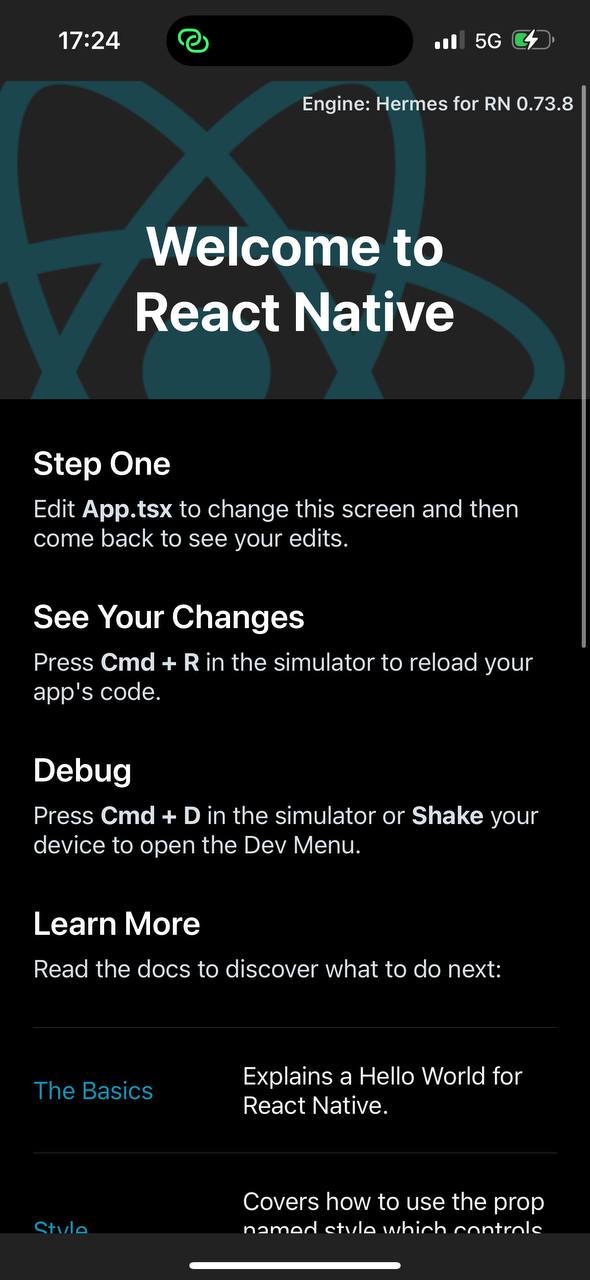 17:24
5G
Engine: Hermes for RN 0.73.8
Welcome to
React Native
Step One
Edit App.tsx to change this screen and then
come back to see your edits.
See Your Changes
Press Cmd + R in the simulator to reload your
app's code.
Debug
Press Cmd + D in the simulator or Shake your
device to open the Dev Menu.
Learn More
Read the docs to discover what to do next:
The Basics
Explains a Hello World for
React Native.
Style
Covers how to use the prop
named style which controls